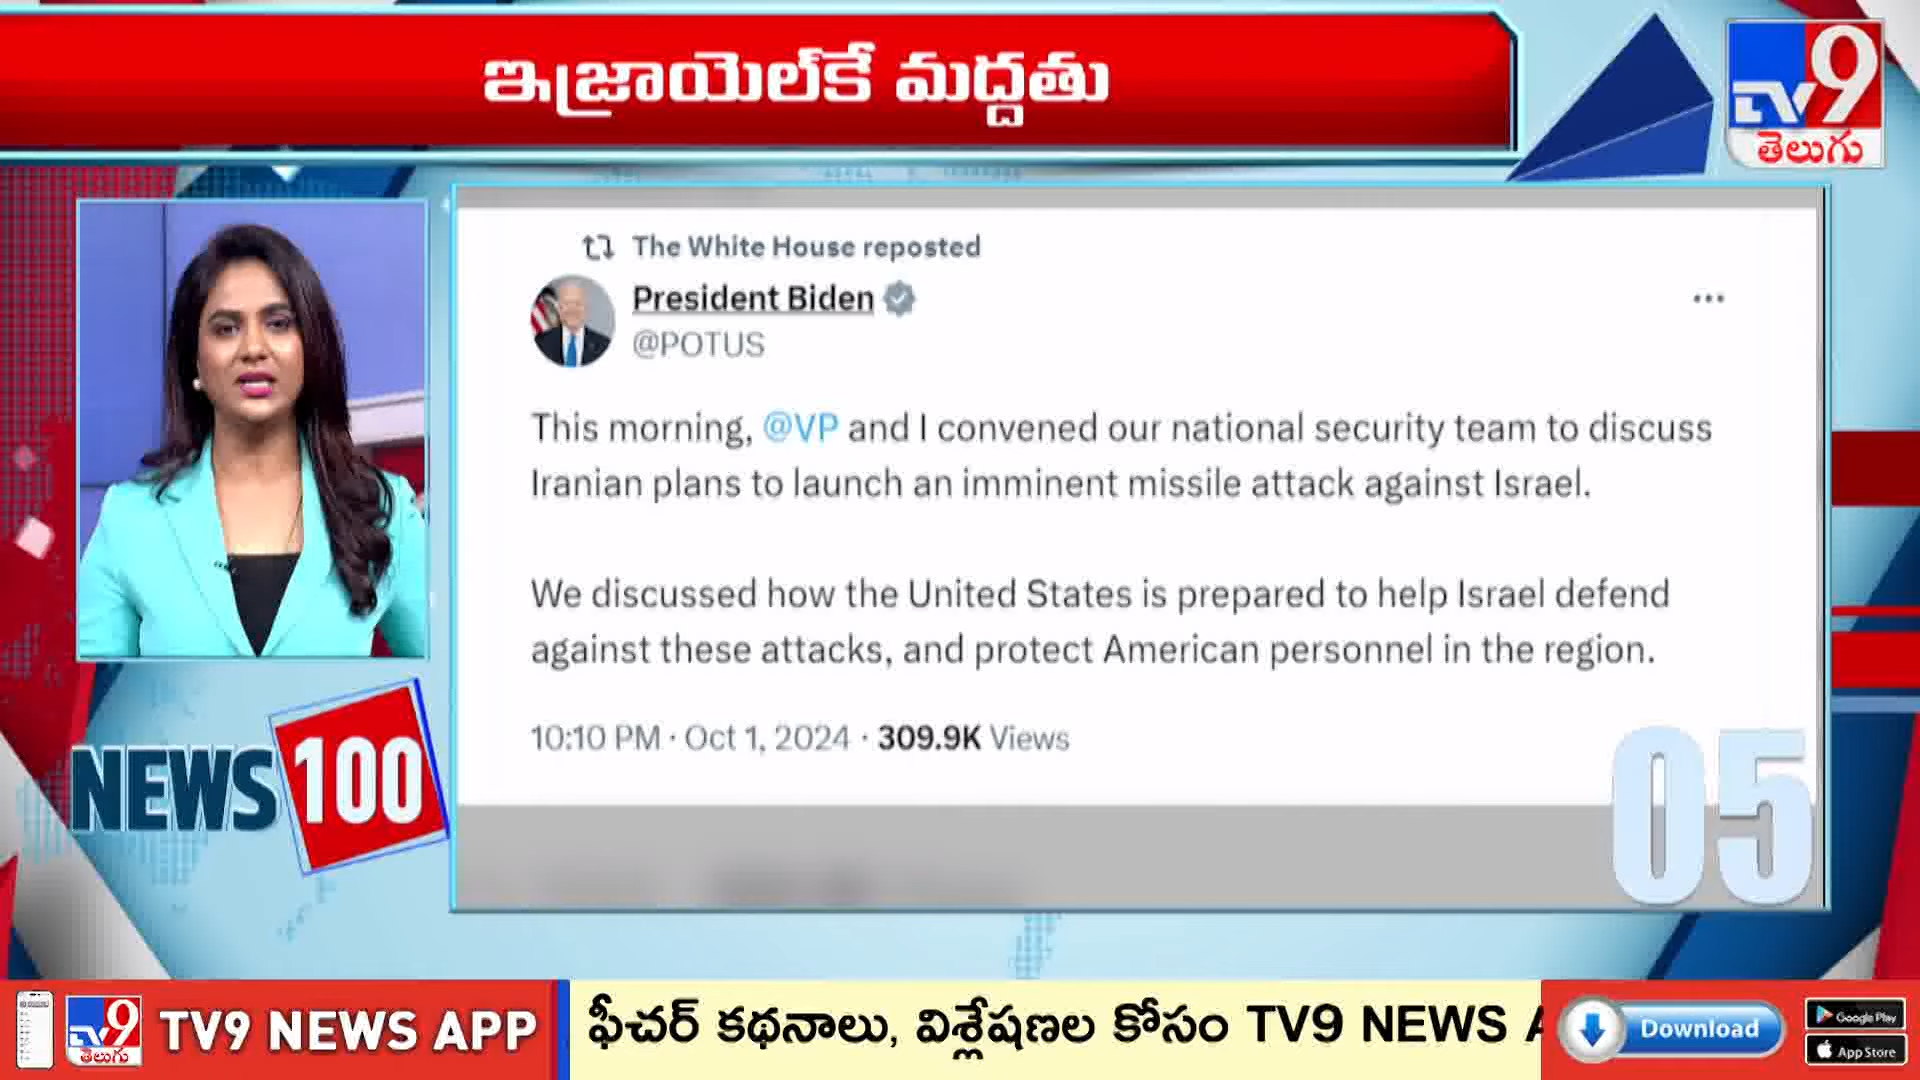 ఇజ్రాయెల్‌కే మద్దతు
TV9
తెలుగు
The White House reposted
President Biden
@POTUS
This morning, @VP and I convened our national security team to discuss
Iranian plans to launch an imminent missile attack against Israel.
We discussed how the United States is prepared to help Israel defend
against these attacks, and protect American personnel in the region.
10:10 PM · Oct 1, 2024 · 309.9K Views
NEWS 100
05
TV9
తెలుగు
TV9 NEWS APP
ఫీచర్ కథనాలు, విశ్లేషణల కోసం TV9 NEWS A
Download
Google Play
App Store